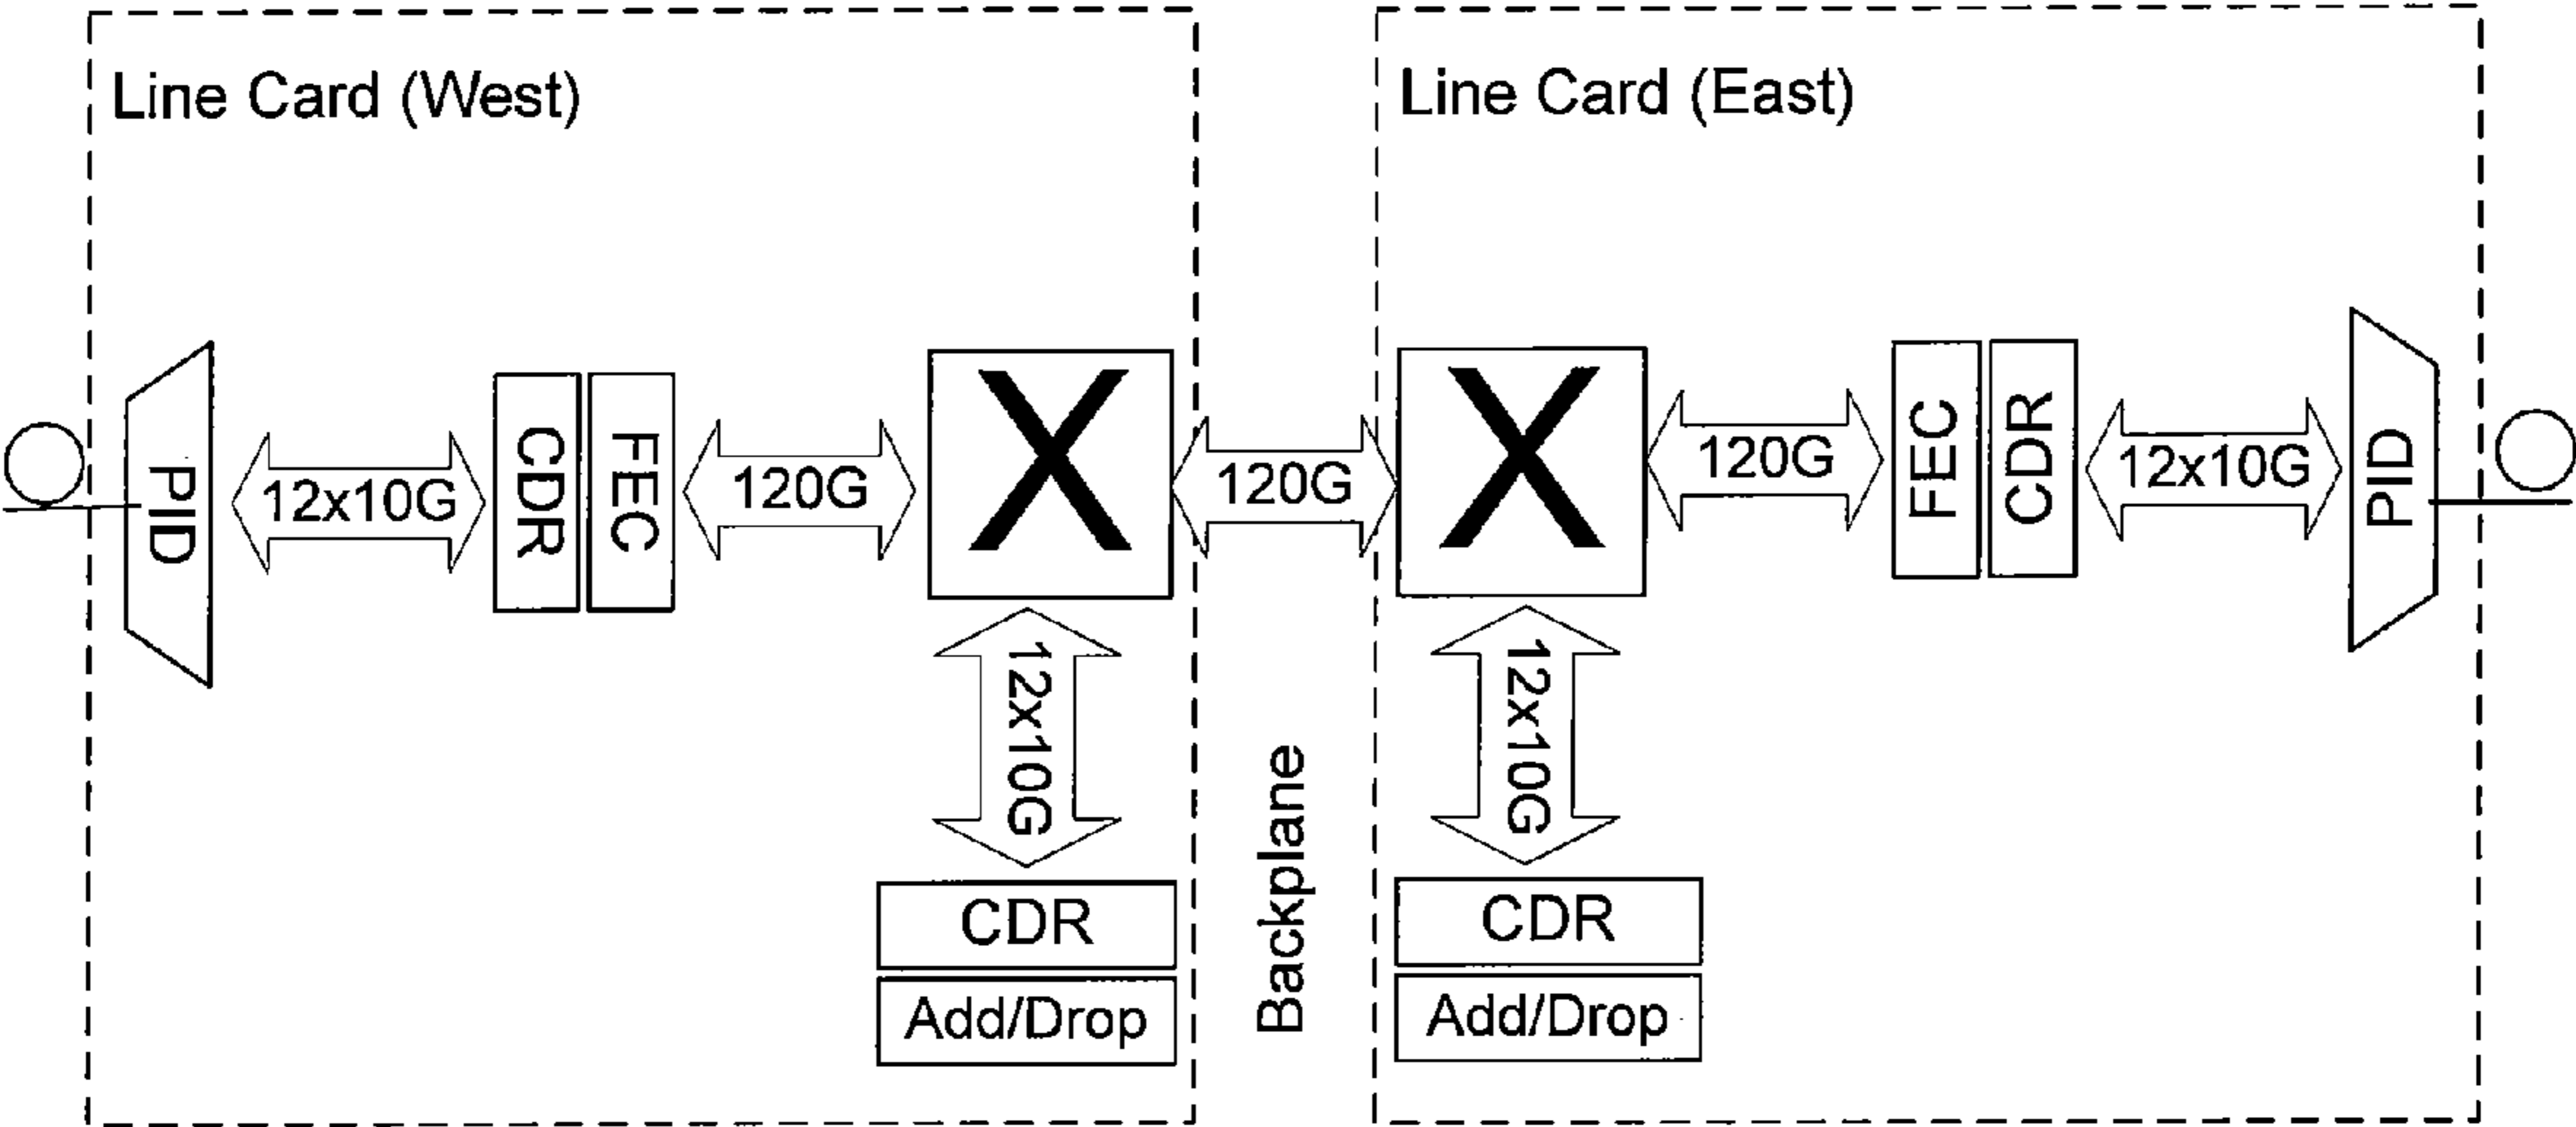 Line Card (West)
Line Card (East)
PID
12x10G
CDR
FEC
120G
X
120G
X
120G
FEC
CDR
12x10G
PID
12x10G
12x10G
Backplane
CDR
CDR
Add/Drop
Add/Drop